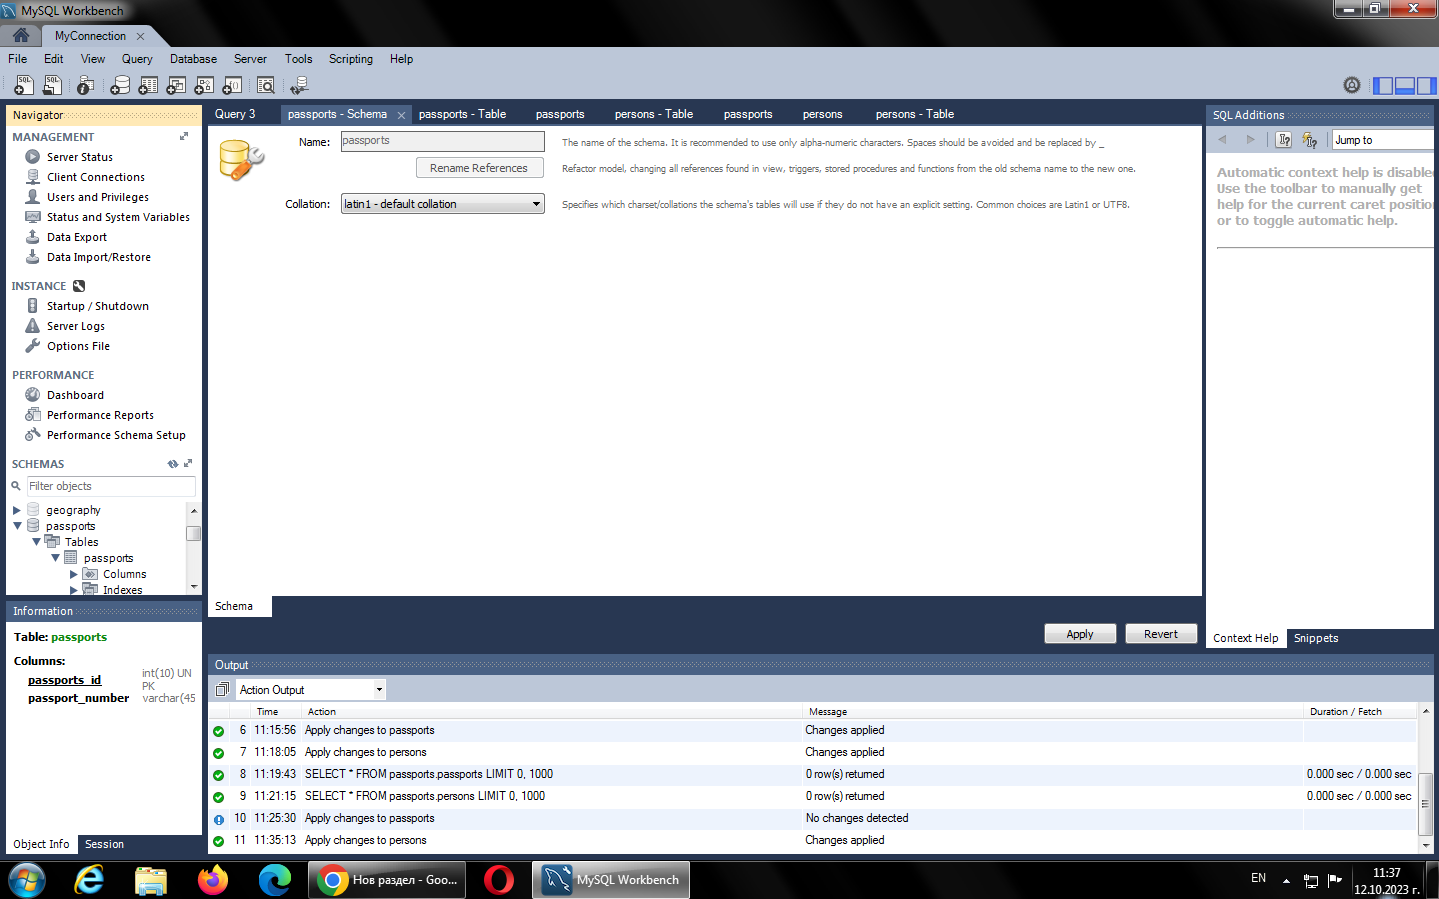 MySQL Workbench
MyConnection
File Edit View Query Database Server Tools Scripting Help
Navigator
MANAGEMENT
Server Status
Client Connections
Users and Privileges
Status and System Variables
Data Export
Data Import/Restore
INSTANCE
Startup / Shutdown
Server Logs
Options File
PERFORMANCE
Dashboard
Performance Reports
Performance Schema Setup
SCHEMAS
Filter objects
geography
passports
Tables
passports
Columns
Indexes
Information
Table: passports
Columns:
passports_id int(10) UN PK
passport_number varchar(45
Object Info Session
Query 3 passports - Schema passports - Table passports persons - Table passports persons persons - Table
Name: passports The name of the schema. It is recommended to use only alpha-numeric characters. Spaces should be avoided and be replaced by _
Rename References Refactor model, changing all references found in view, triggers, stored procedures and functions from the old schema name to the new one.
Collation: latin1 - default collation Specifies which charset/collations the schema's tables will use if they do not have an explicit setting. Common choices are Latin1 or UTF8.
Schema
Apply Revert
SQL Additions
Jump to
Automatic context help is disable
Use the toolbar to manually get
help for the current caret position
or to toggle automatic help.
Context Help Snippets
Output
Action Output
Time Action Message Duration / Fetch
6 11:15:56 Apply changes to passports Changes applied
7 11:18:05 Apply changes to persons Changes applied
8 11:19:43 SELECT * FROM passports.passports LIMIT 0, 1000 0 row(s) returned 0.000 sec / 0.000 sec
9 11:21:15 SELECT * FROM passports.persons LIMIT 0, 1000 0 row(s) returned 0.000 sec / 0.000 sec
10 11:25:30 Apply changes to passports No changes detected
11 11:35:13 Apply changes to persons Changes applied
Нов раздел - Goo... MySQL Workbench EN 11:37
12.10.2023 г.